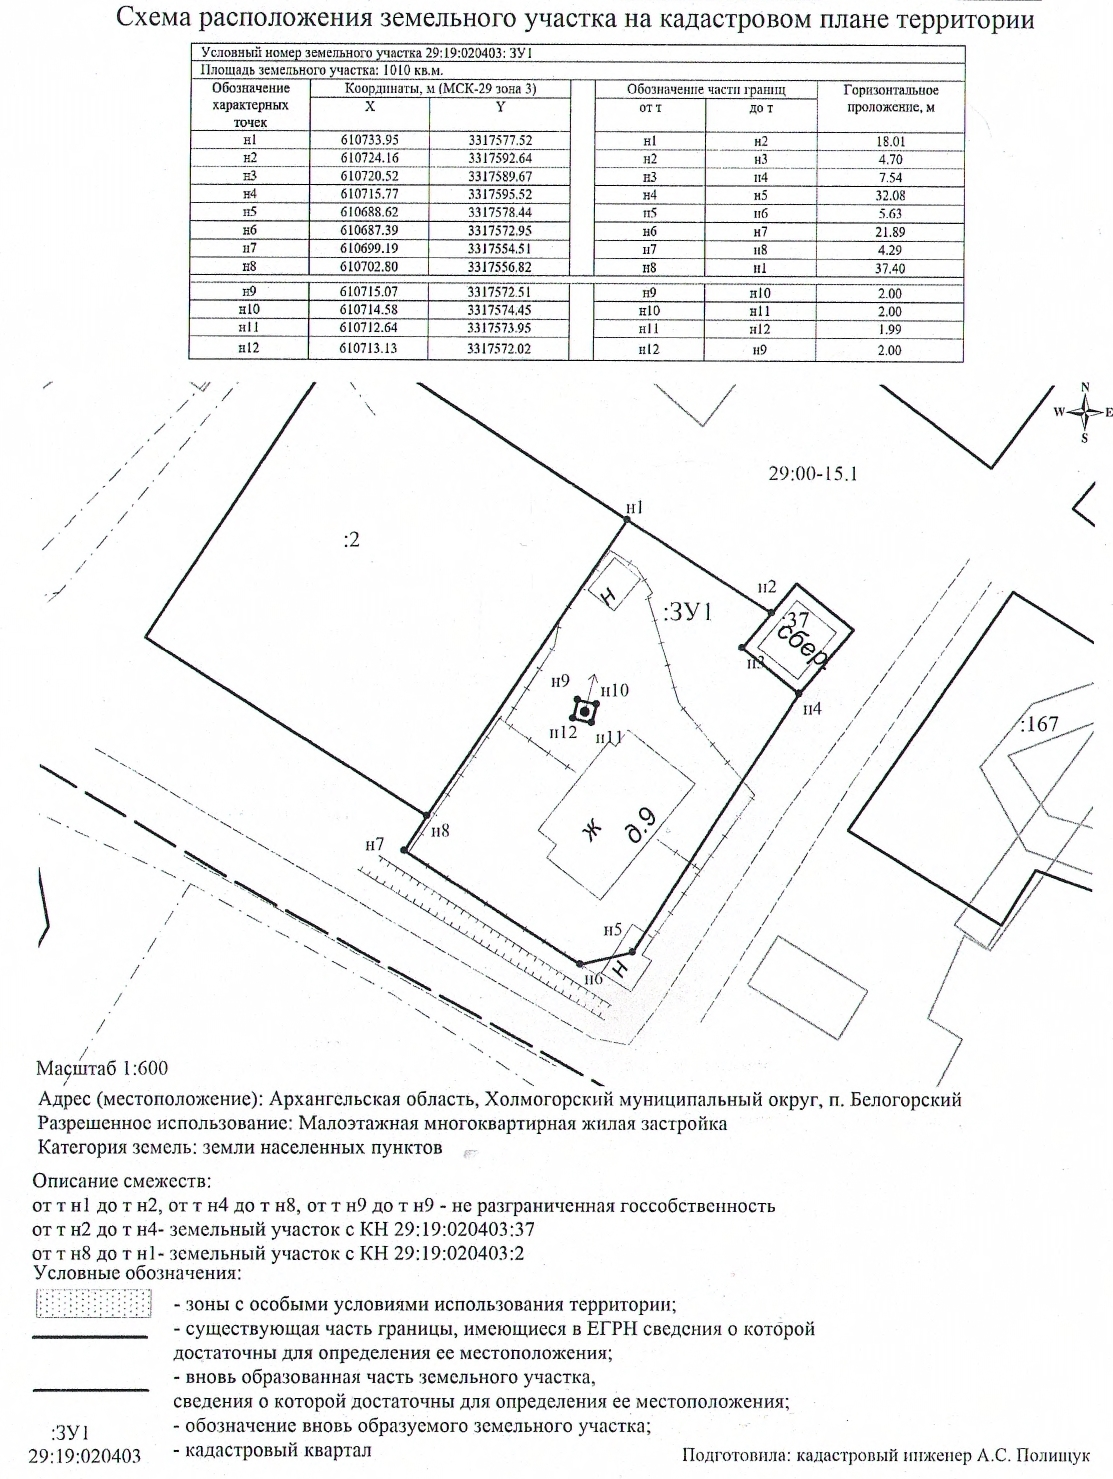 Схема расположения земельного участка на кадастровом плане территории
Условный номер земельного участка 29:19:020403: ЗУ1
Площадь земельного участка: 1010 кв.м.
Обозначение характерных точек Координаты, м (МСК-29 зона 3) Обозначение части границ Горизонтальное проложение, м
X Y от т до т
н1 610733.95 3317577.52 н1 н2 18.01
н2 610724.16 3317592.64 н2 н3 4.70
н3 610720.52 3317589.67 н3 н4 7.54
н4 610715.77 3317595.52 н4 н5 32.08
н5 610688.62 3317578.44 н5 н6 5.63
н6 610687.39 3317572.95 н6 н7 21.89
н7 610699.19 3317554.51 н7 н8 4.29
н8 610702.80 3317556.82 н8 н1 37.40
н9 610715.07 3317572.51 н9 н10 2.00
н10 610714.58 3317574.45 н10 н11 2.00
н11 610712.64 3317573.95 н11 н12 1.99
н12 610713.13 3317572.02 н12 н9 2.00
N
W E
S
29:00-15.1
н1
:2
н2
н
:ЗУ1
:37
сбер.
н3
н9
н10
н4
н12
н11
:167
ж
д.9
н8
н7
н5
н
н6
Масштаб 1:600
Адрес (местоположение): Архангельская область, Холмогорский муниципальный округ, п. Белогорский
Разрешенное использование: Малоэтажная многоквартирная жилая застройка
Категория земель: земли населенных пунктов
Описание смежеств:
от т н1 до т н2, от т н4 до т н8, от т н9 до т н9 - не разграниченная госсобственность
от т н2 до т н4- земельный участок с КН 29:19:020403:37
от т н8 до т н1- земельный участок с КН 29:19:020403:2
Условные обозначения:
- зоны с особыми условиями использования территории;
- существующая часть границы, имеющиеся в ЕГРН сведения о которой
достаточны для определения ее местоположения;
- вновь образованная часть земельного участка,
сведения о которой достаточны для определения ее местоположения;
:ЗУ1 - обозначение вновь образуемого земельного участка;
29:19:020403 - кадастровый квартал
Подготовила: кадастровый инженер А.С. Полищук